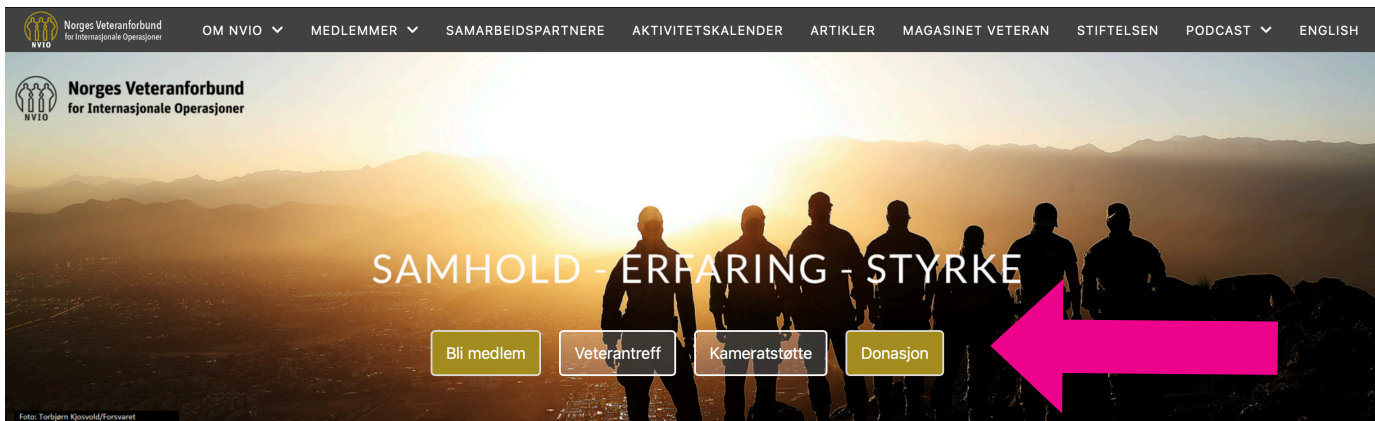 Norges Veteranforbund
for Internasjonale Operasjoner
NVIO
OM NVIO MEDLEMMER SAMARBEIDSPARTNERE AKTIVITETSKALENDER ARTIKLER MAGASINET VETERAN STIFTELSEN PODCAST ENGLISH
Norges Veteranforbund
for Internasjonale Operasjoner
NVIO
SAMHOLD - ERFARING - STYRKE
Bli medlem Veterantreff Kameratstøtte Donasjon
Foto: Torbjørn Kjosvold/Forsvaret